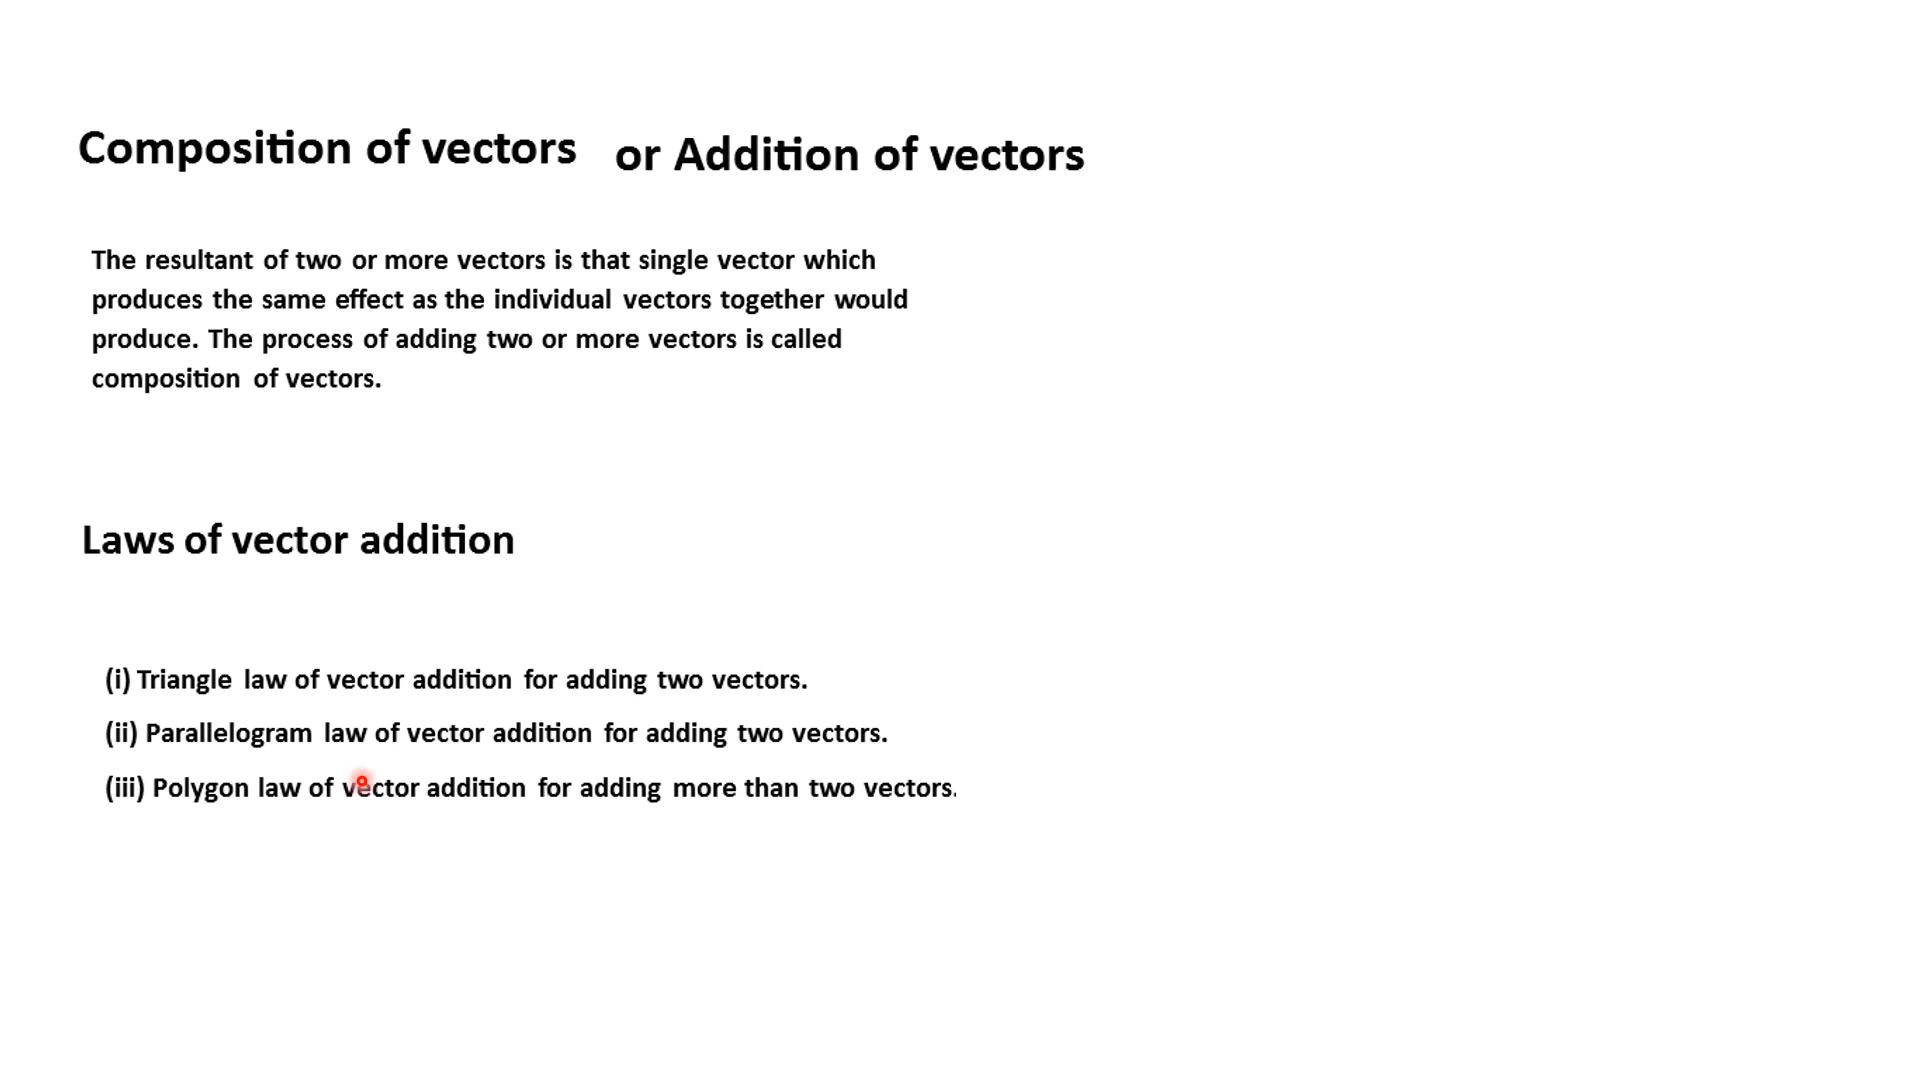 Composition of vectors or Addition of vectors
The resultant of two or more vectors is that single vector which
produces the same effect as the individual vectors together would
produce. The process of adding two or more vectors is called
composition of vectors.
Laws of vector addition
(i) Triangle law of vector addition for adding two vectors.
(ii) Parallelogram law of vector addition for adding two vectors.
(iii) Polygon law of vector addition for adding more than two vectors.